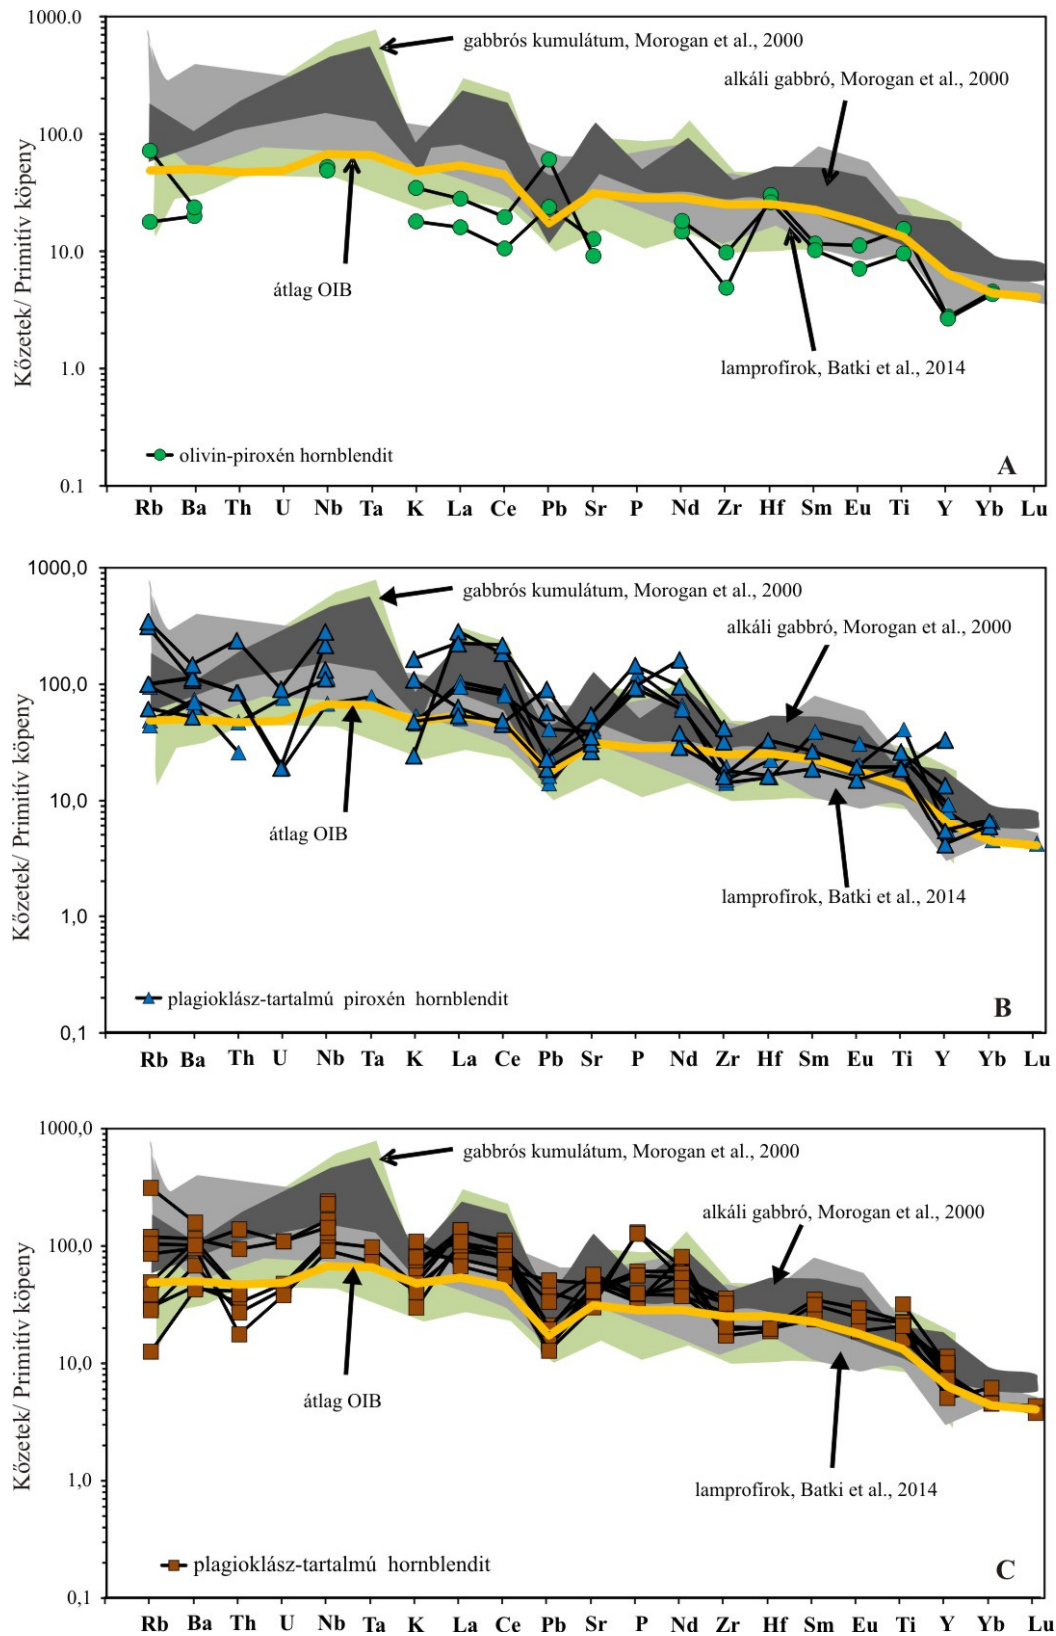 1000.0
gabbrós kumulátum, Morogan et al., 2000
alkáli gabbró, Morogan et al., 2000
100.0
10.0
átlag OIB
1.0
lamprofírok, Batki et al., 2014
olivin-piroxén hornblendit
A
0.1
Kőzetek/ Primitív köpeny
Rb Ba Th U Nb Ta K La Ce Pb Sr P Nd Zr Hf Sm Eu Ti Y Yb Lu
1000,0
gabbrós kumulátum, Morogan et al., 2000
alkáli gabbró, Morogan et al., 2000
100,0
10,0
átlag OIB
lamprofírok, Batki et al., 2014
1,0
plagioklász-tartalmú piroxén hornblendit
B
0,1
Kőzetek/ Primitív köpeny
Rb Ba Th U Nb Ta K La Ce Pb Sr P Nd Zr Hf Sm Eu Ti Y Yb Lu
1000,0
gabbrós kumulátum, Morogan et al., 2000
alkáli gabbró, Morogan et al., 2000
100,0
10,0
átlag OIB
1,0
lamprofírok, Batki et al., 2014
plagioklász-tartalmú hornblendit
C
0,1
Kőzetek/ Primitív köpeny
Rb Ba Th U Nb Ta K La Ce Pb Sr P Nd Zr Hf Sm Eu Ti Y Yb Lu